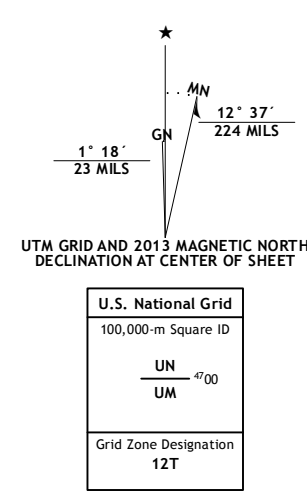 ★
MN
12° 37´
224 MILS
GN
1° 18´
23 MILS
UTM GRID AND 2013 MAGNETIC NORTH
DECLINATION AT CENTER OF SHEET
U.S. National Grid
100,000-m Square ID
UN
4700
UM
Grid Zone Designation
12T